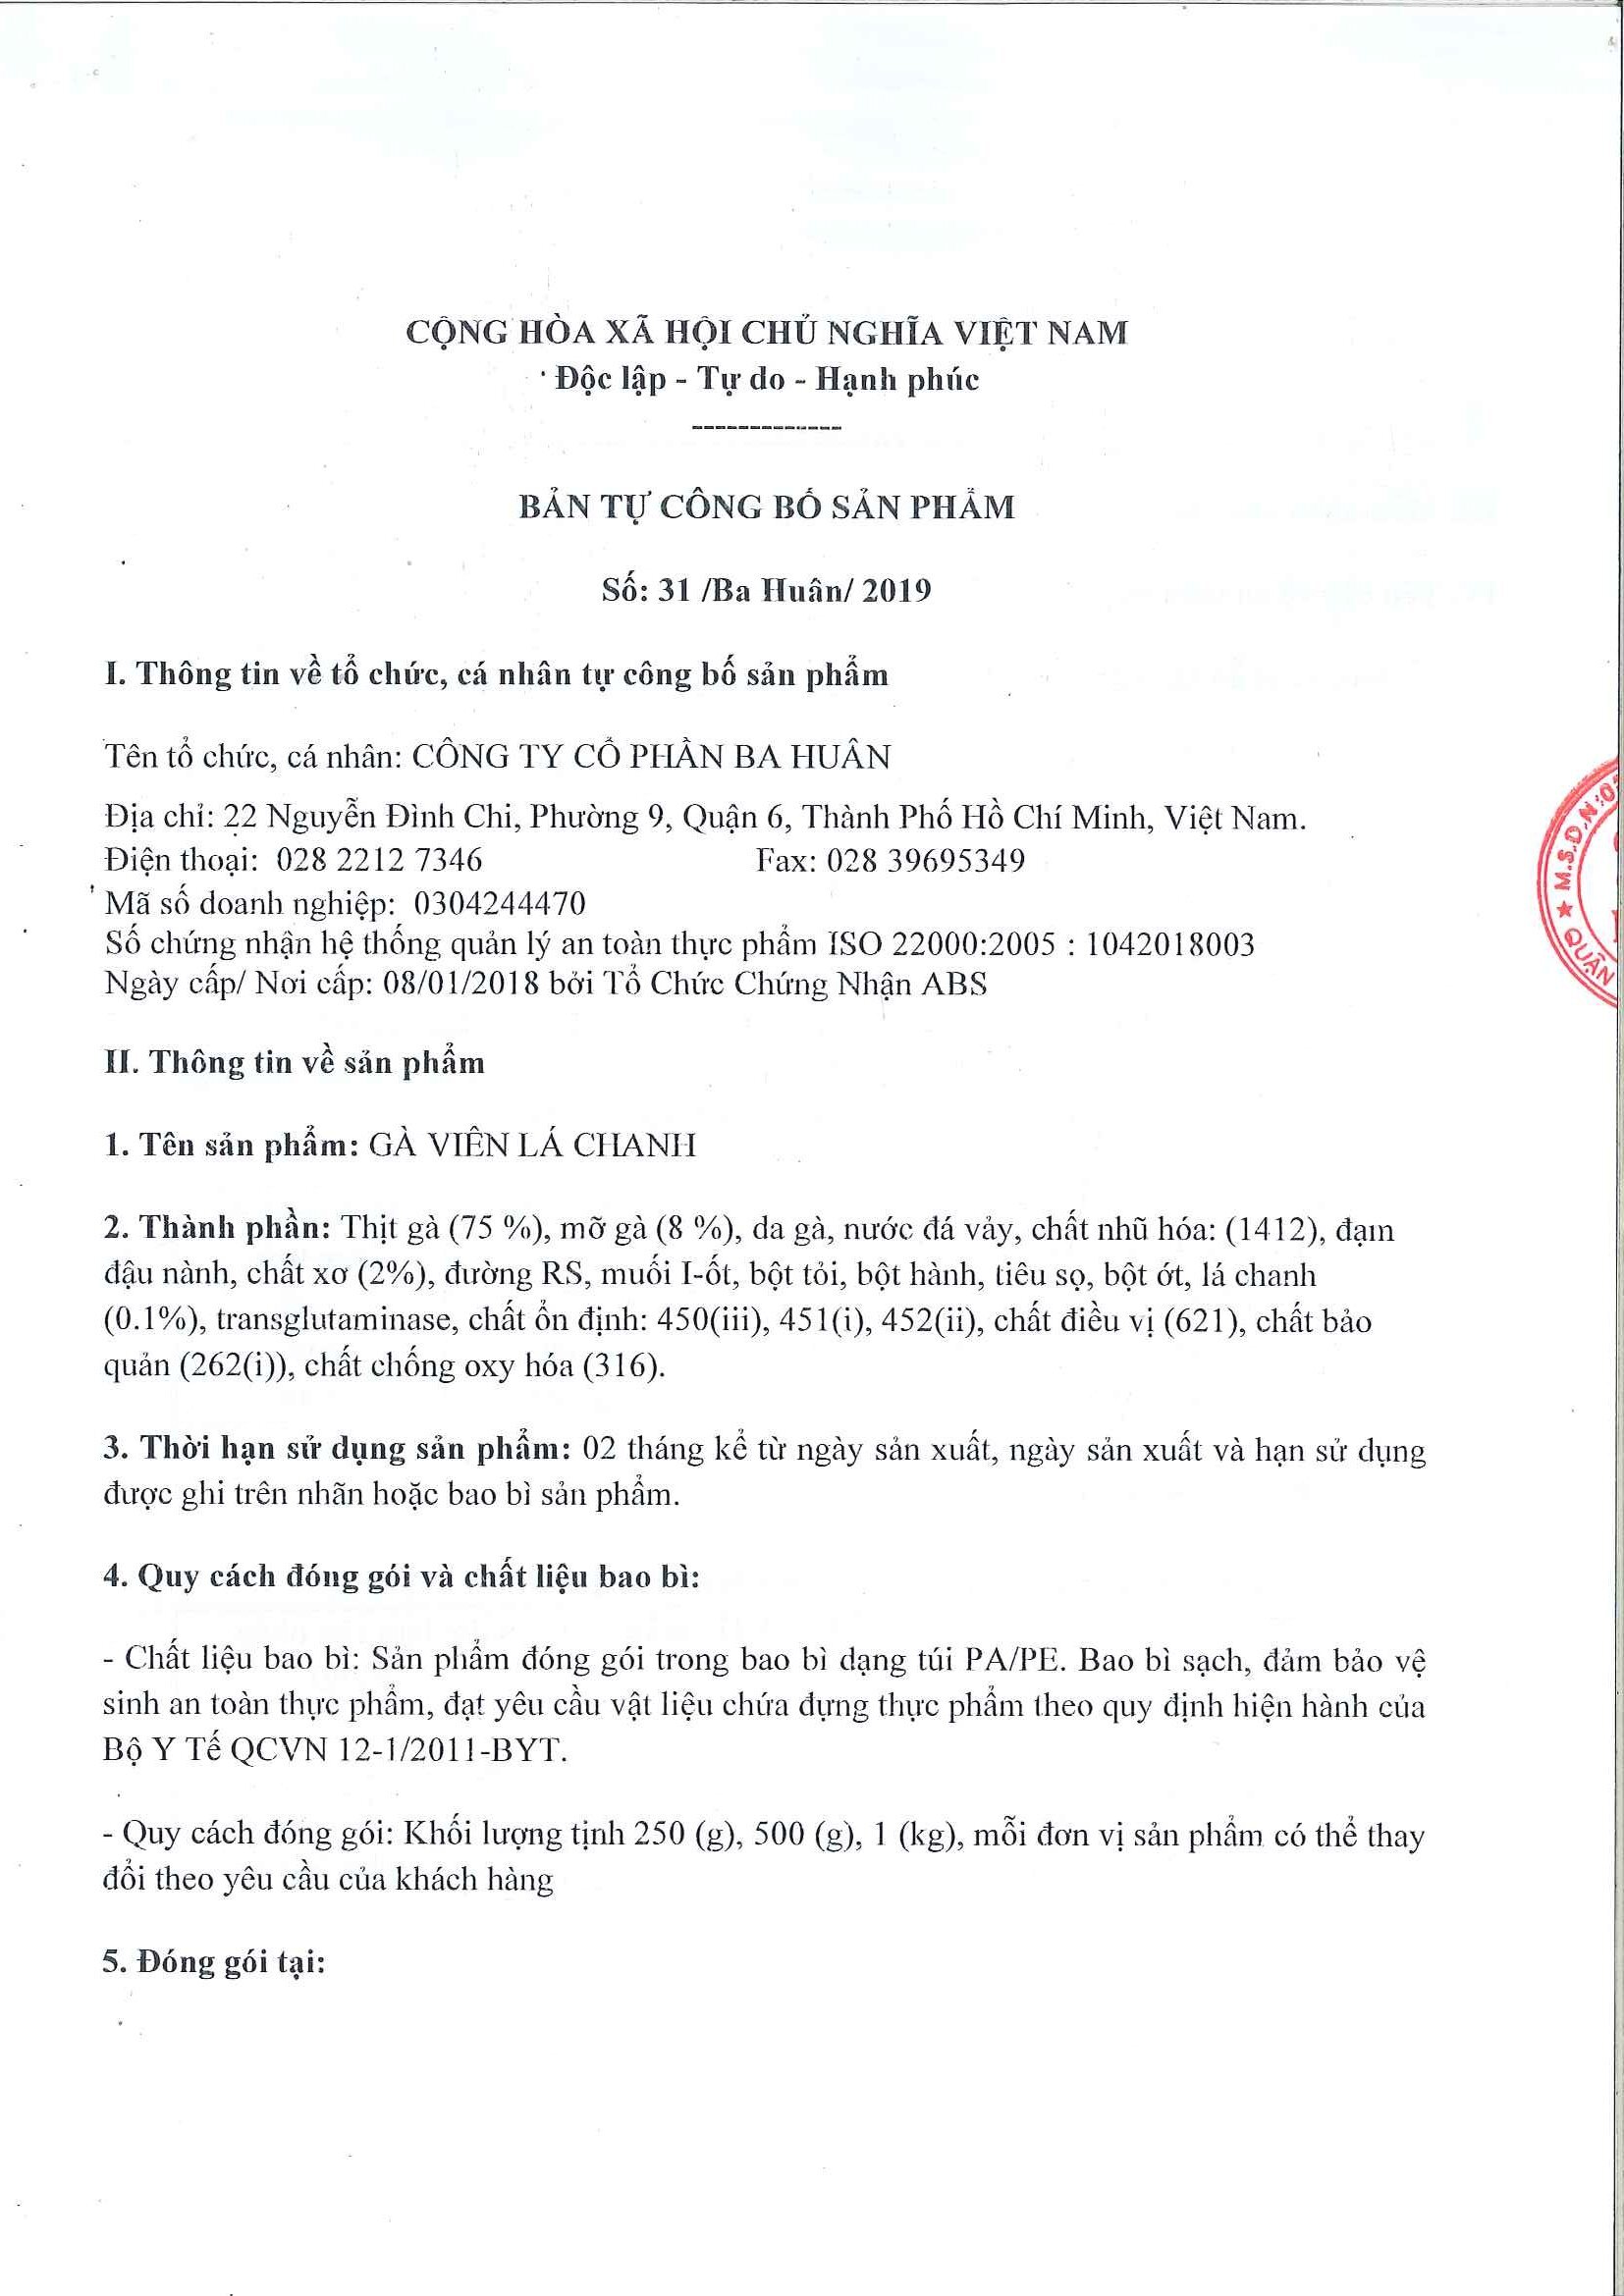 CỘNG HÒA XÃ HỘI CHỦ NGHĨA VIỆT NAM
Độc lập - Tự do - Hạnh phúc
-------------
BẢN TỰ CÔNG BỐ SẢN PHẨM
Số: 31 /Ba Huân/ 2019
I. Thông tin về tổ chức, cá nhân tự công bố sản phẩm
Tên tổ chức, cá nhân: CÔNG TY CỔ PHẦN BA HUÂN
Địa chỉ: 22 Nguyễn Đình Chi, Phường 9, Quận 6, Thành Phố Hồ Chí Minh, Việt Nam.
Điện thoại: 028 2212 7346 Fax: 028 39695349
Mã số doanh nghiệp: 0304244470
Số chứng nhận hệ thống quản lý an toàn thực phẩm ISO 22000:2005 : 1042018003
Ngày cấp/ Nơi cấp: 08/01/2018 bởi Tổ Chức Chứng Nhận ABS
★ M.S.D.N:0
QUẬN
II. Thông tin về sản phẩm
1. Tên sản phẩm: GÀ VIÊN LÁ CHANH
2. Thành phần: Thịt gà (75 %), mỡ gà (8 %), da gà, nước đá vảy, chất nhũ hóa: (1412), đạm
đậu nành, chất xơ (2%), đường RS, muối I-ốt, bột tỏi, bột hành, tiêu sọ, bột ớt, lá chanh
(0.1%), transglutaminase, chất ổn định: 450(iii), 451(i), 452(ii), chất điều vị (621), chất bảo
quản (262(i)), chất chống oxy hóa (316).
3. Thời hạn sử dụng sản phẩm: 02 tháng kể từ ngày sản xuất, ngày sản xuất và hạn sử dụng
được ghi trên nhãn hoặc bao bì sản phẩm.
4. Quy cách đóng gói và chất liệu bao bì:
- Chất liệu bao bì: Sản phẩm đóng gói trong bao bì dạng túi PA/PE. Bao bì sạch, đảm bảo vệ
sinh an toàn thực phẩm, đạt yêu cầu vật liệu chứa đựng thực phẩm theo quy định hiện hành của
Bộ Y Tế QCVN 12-1/2011-BYT.
- Quy cách đóng gói: Khối lượng tịnh 250 (g), 500 (g), 1 (kg), mỗi đơn vị sản phẩm có thể thay
đổi theo yêu cầu của khách hàng
5. Đóng gói tại: